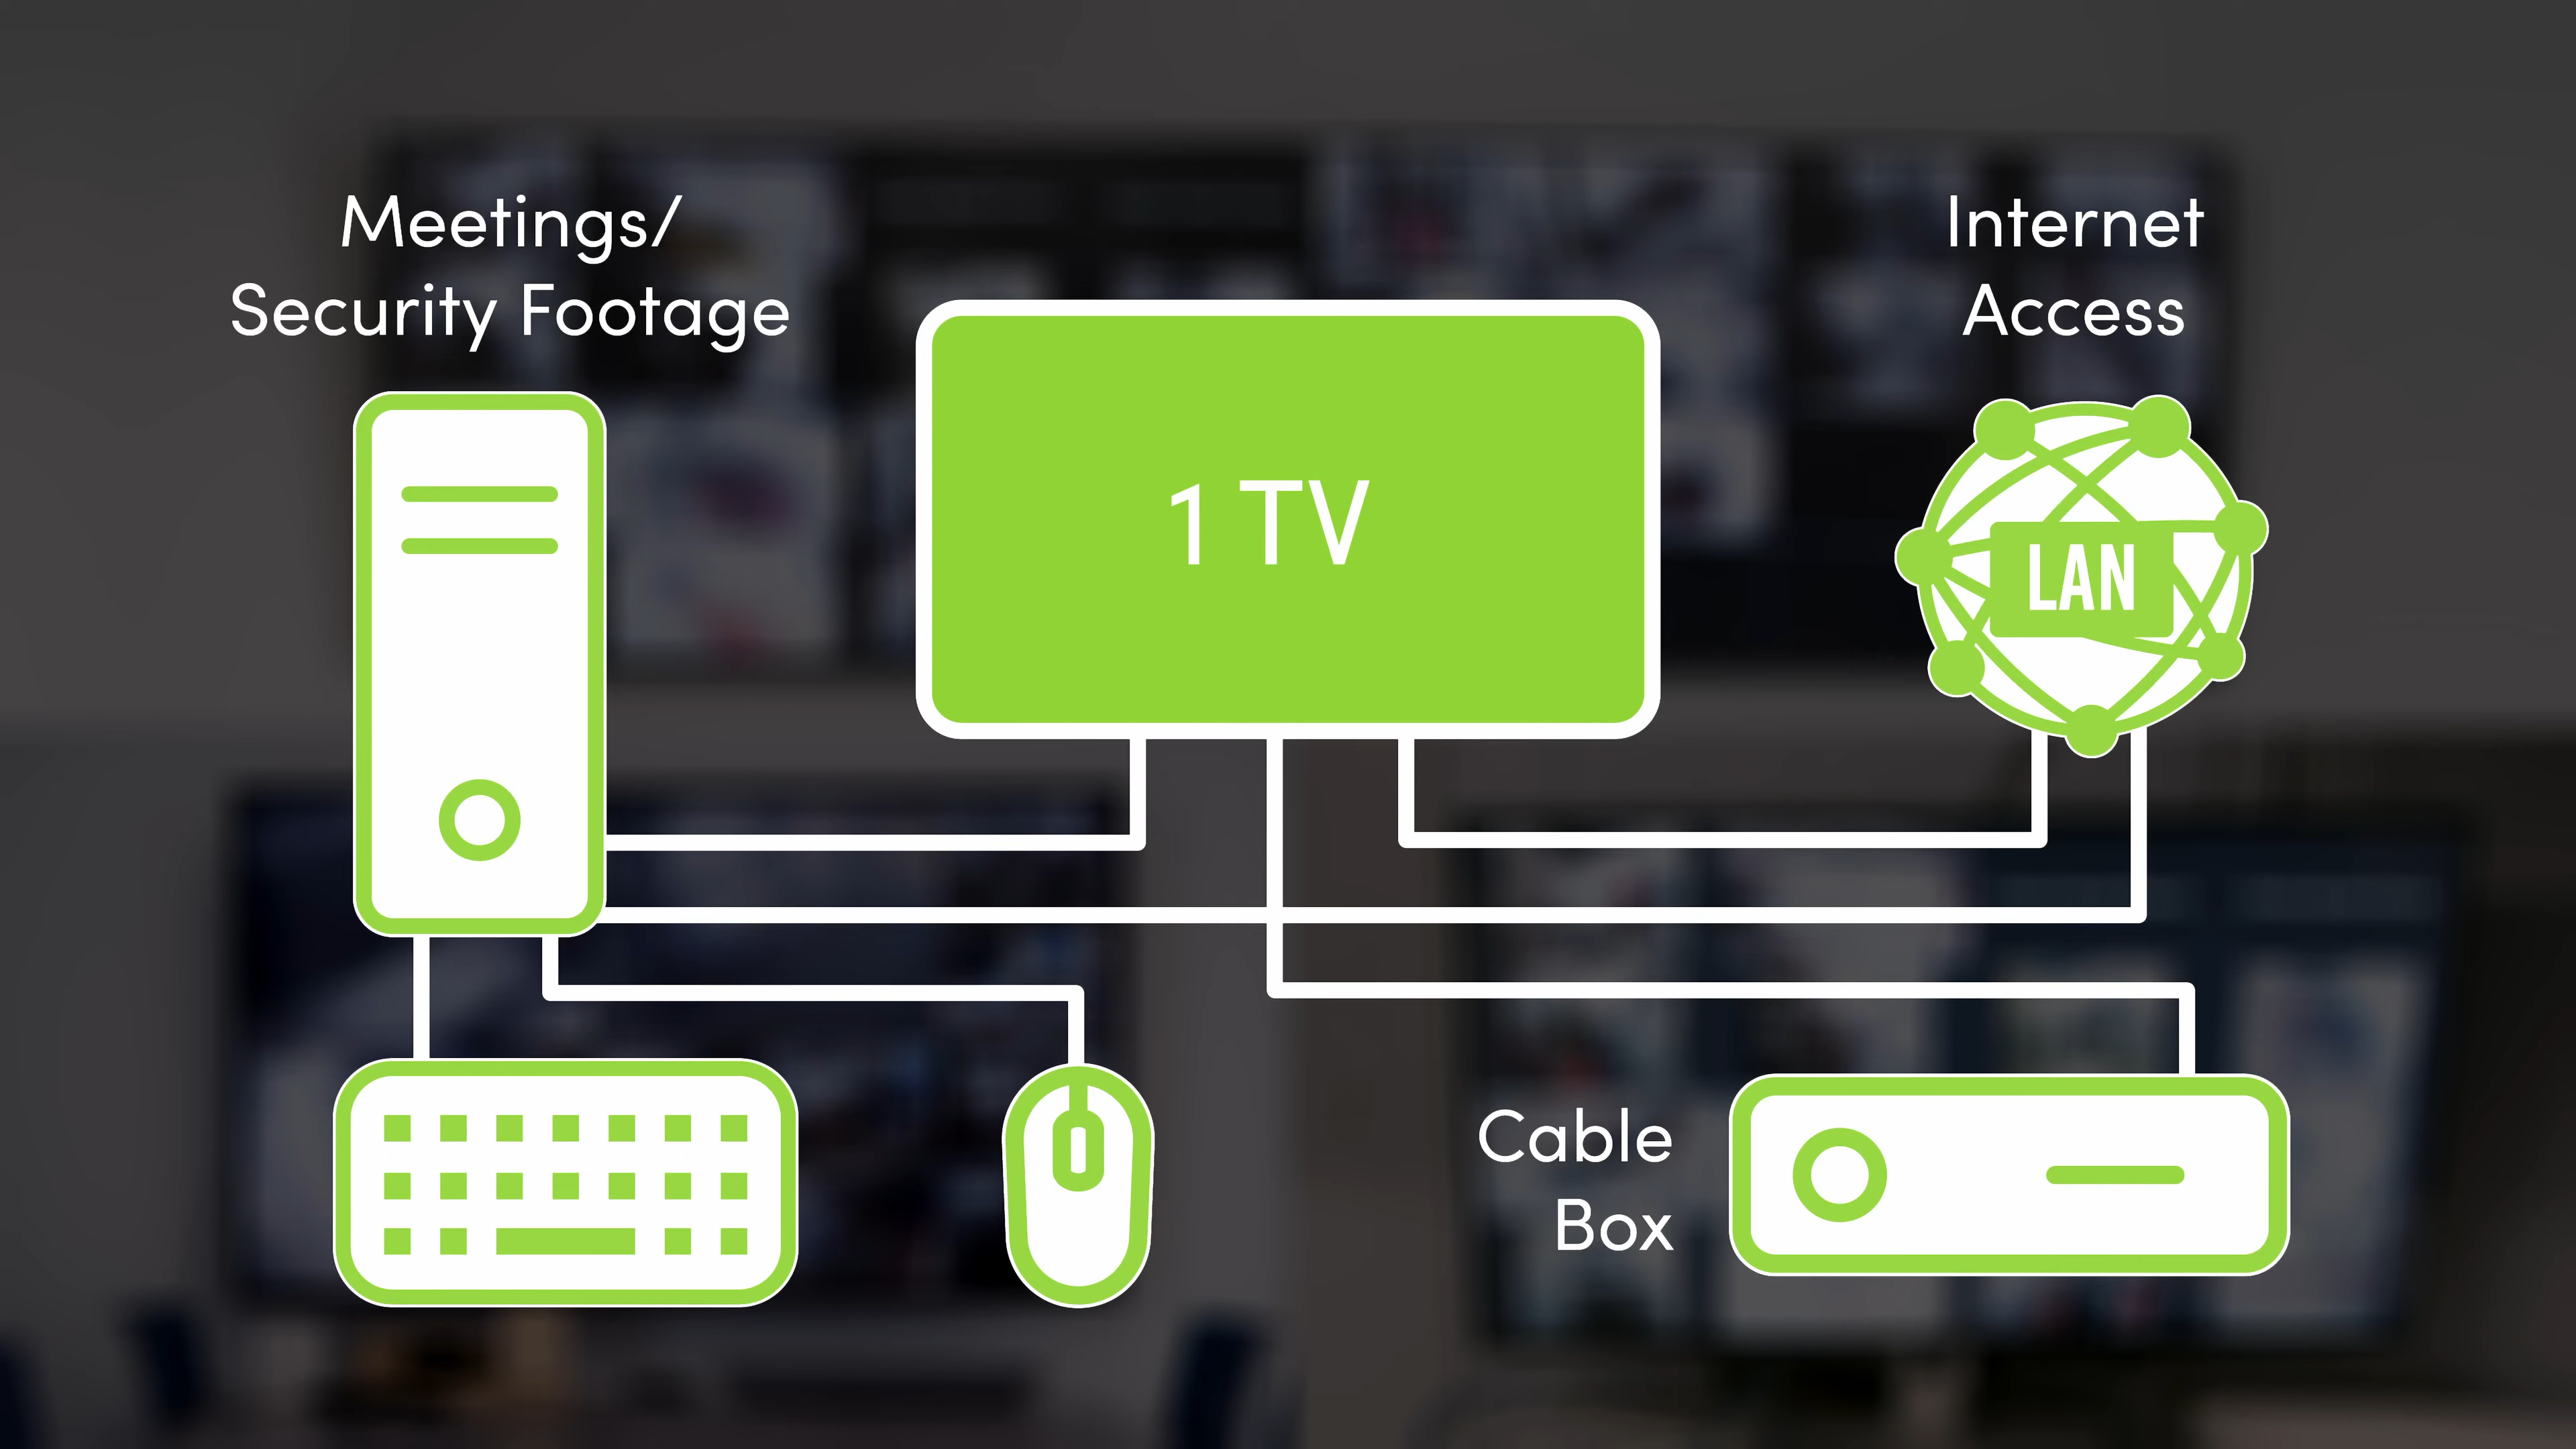 Meetings/
Security Footage
Internet
Access
1 TV
LAN
Cable
Box